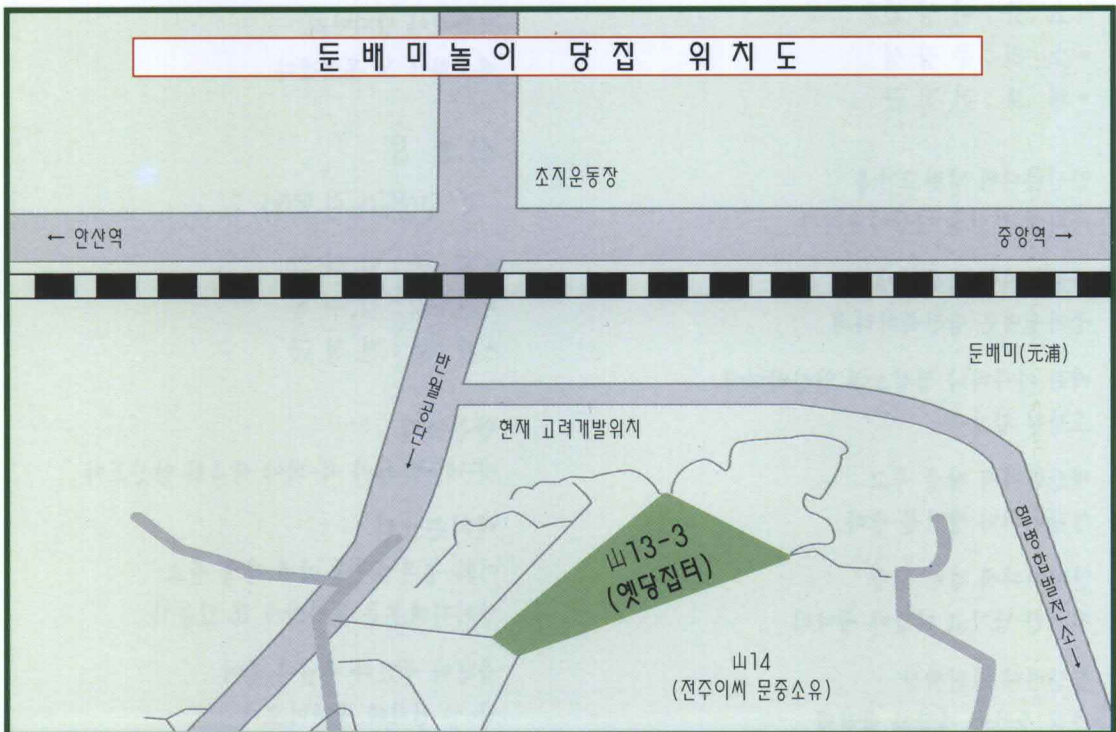 둔배미놀이 당집 위치도
초지운동장
← 안산역
중앙역 →
둔배미(元浦)
반월공단→
현재 고려개발위치
열병합발전소→
山13-3
(옛당집터)
山14
(전주이씨 문중소유)